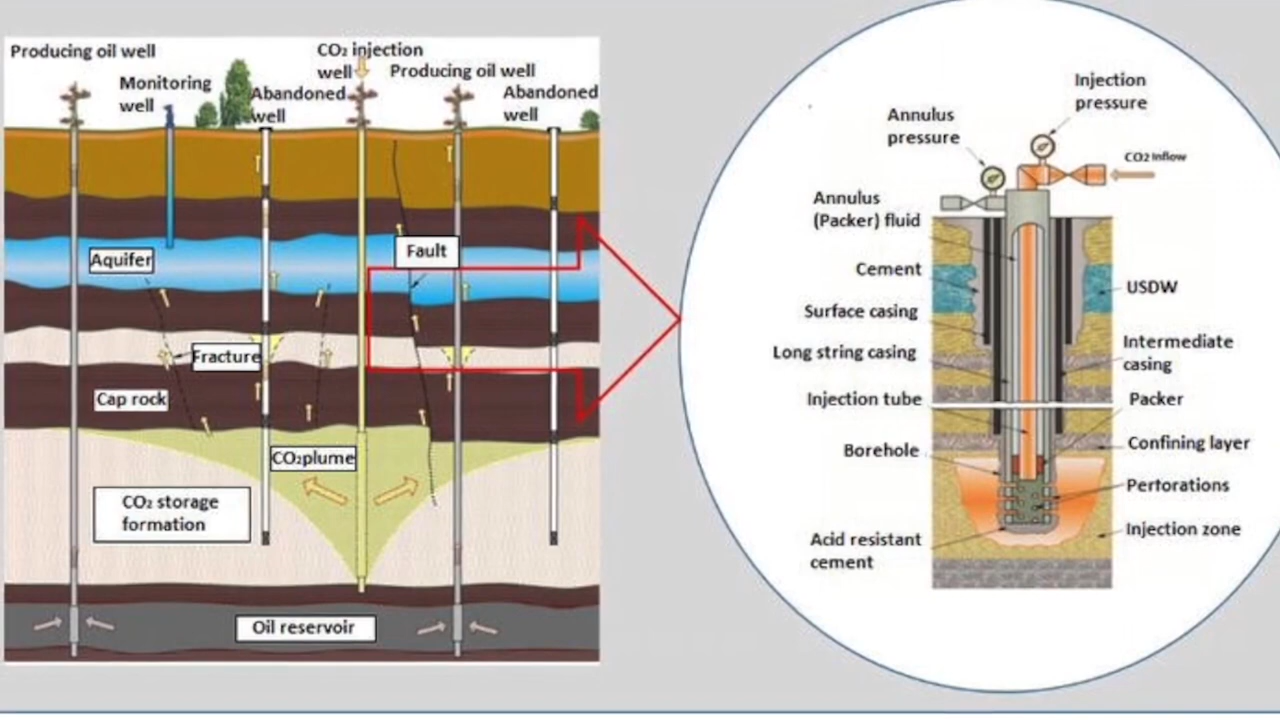 Producing oil well
Monitoring
well
Abandoned
well
CO₂ injection
well
Producing oil well
Abandoned
well
Aquifer
Fault
Fracture
Cap rock
CO₂plume
CO₂ storage
formation
Oil reservoir
Injection
pressure
Annulus
pressure
CO2 Inflow
Annulus
(Packer) fluid
Cement
Surface casing
Long string casing
Injection tube
Borehole
Acid resistant
cement
USDW
Intermediate
casing
Packer
Confining layer
Pertorations
Injection zone